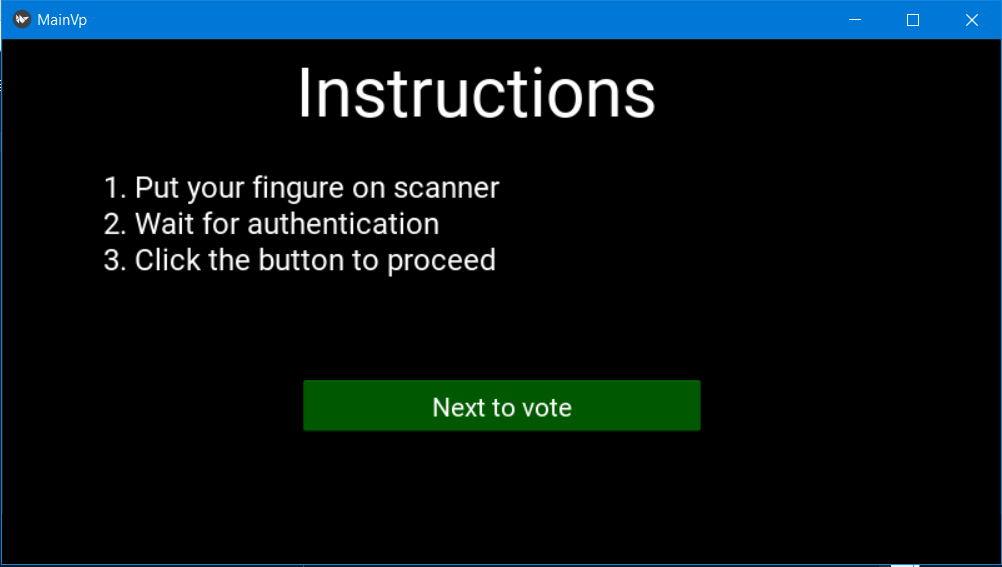 MainVp
Instructions
1. Put your fingure on scanner
2. Wait for authentication
3. Click the button to proceed
Next to vote